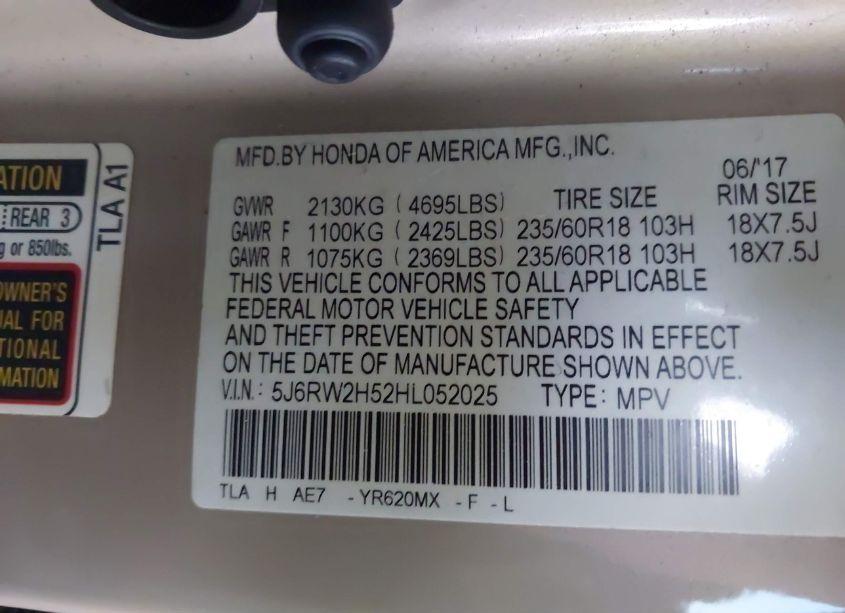 ATION
REAR 3
g or 850lbs.
OWNER'S
AL FOR
TIONAL
MATION
TLA A1
MFD.BY HONDA OF AMERICA MFG.,INC.
06/'17
GVWR 2130KG ( 4695LBS) TIRE SIZE RIM SIZE
GAWR F 1100KG ( 2425LBS) 235/60R18 103H 18X7.5J
GAWR R 1075KG ( 2369LBS) 235/60R18 103H 18X7.5J
THIS VEHICLE CONFORMS TO ALL APPLICABLE
FEDERAL MOTOR VEHICLE SAFETY
AND THEFT PREVENTION STANDARDS IN EFFECT
ON THE DATE OF MANUFACTURE SHOWN ABOVE.
V.I.N.: 5J6RW2H52HL052025 TYPE: MPV
TLA H AE7 -YR620MX -F -L